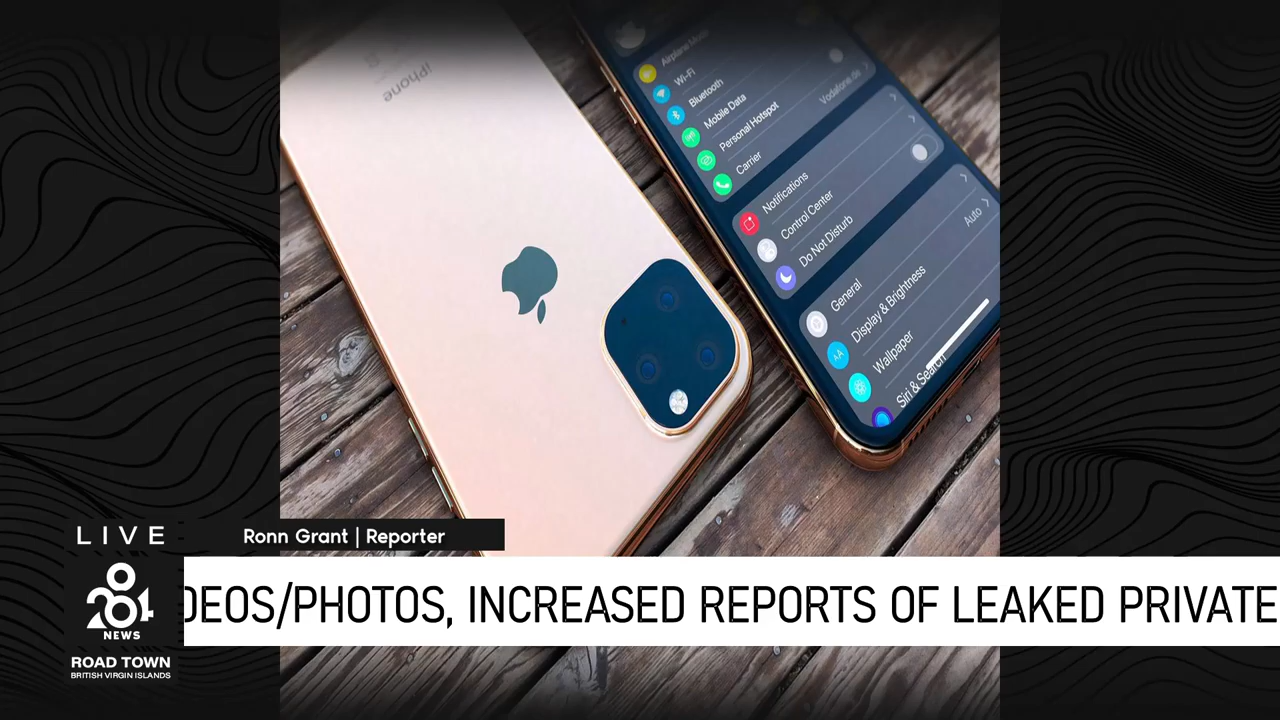 iPhone
Airplane Mode
Wi-Fi
Bluetooth
Mobile Data
Personal Hotspot
Carrier
Vodafone.de
Notifications
Control Center
Do Not Disturb
General
Auto
Display & Brightness
Wallpaper
Siri & Search
LIVE
Ronn Grant | Reporter
284
NEWS
DEOS/PHOTOS, INCREASED REPORTS OF LEAKED PRIVATE
ROAD TOWN
BRITISH VIRGIN ISLANDS